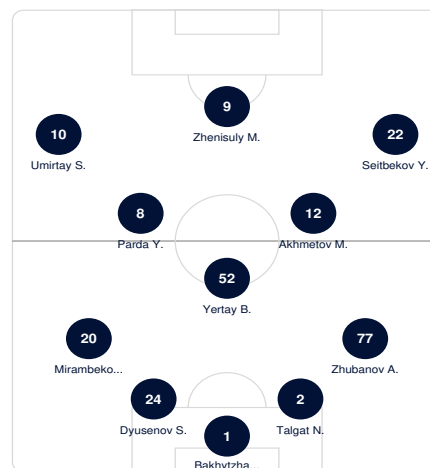 9
Zhenisuly M.
10
Umirtay S.
22
Seitbekov Y.
8
Parda Y.
12
Akhmetov M.
52
Yertay B.
20
Mirambeko...
77
Zhubanov A.
24
Dyusenov S.
2
Talgat N.
1
Bakhytzha...